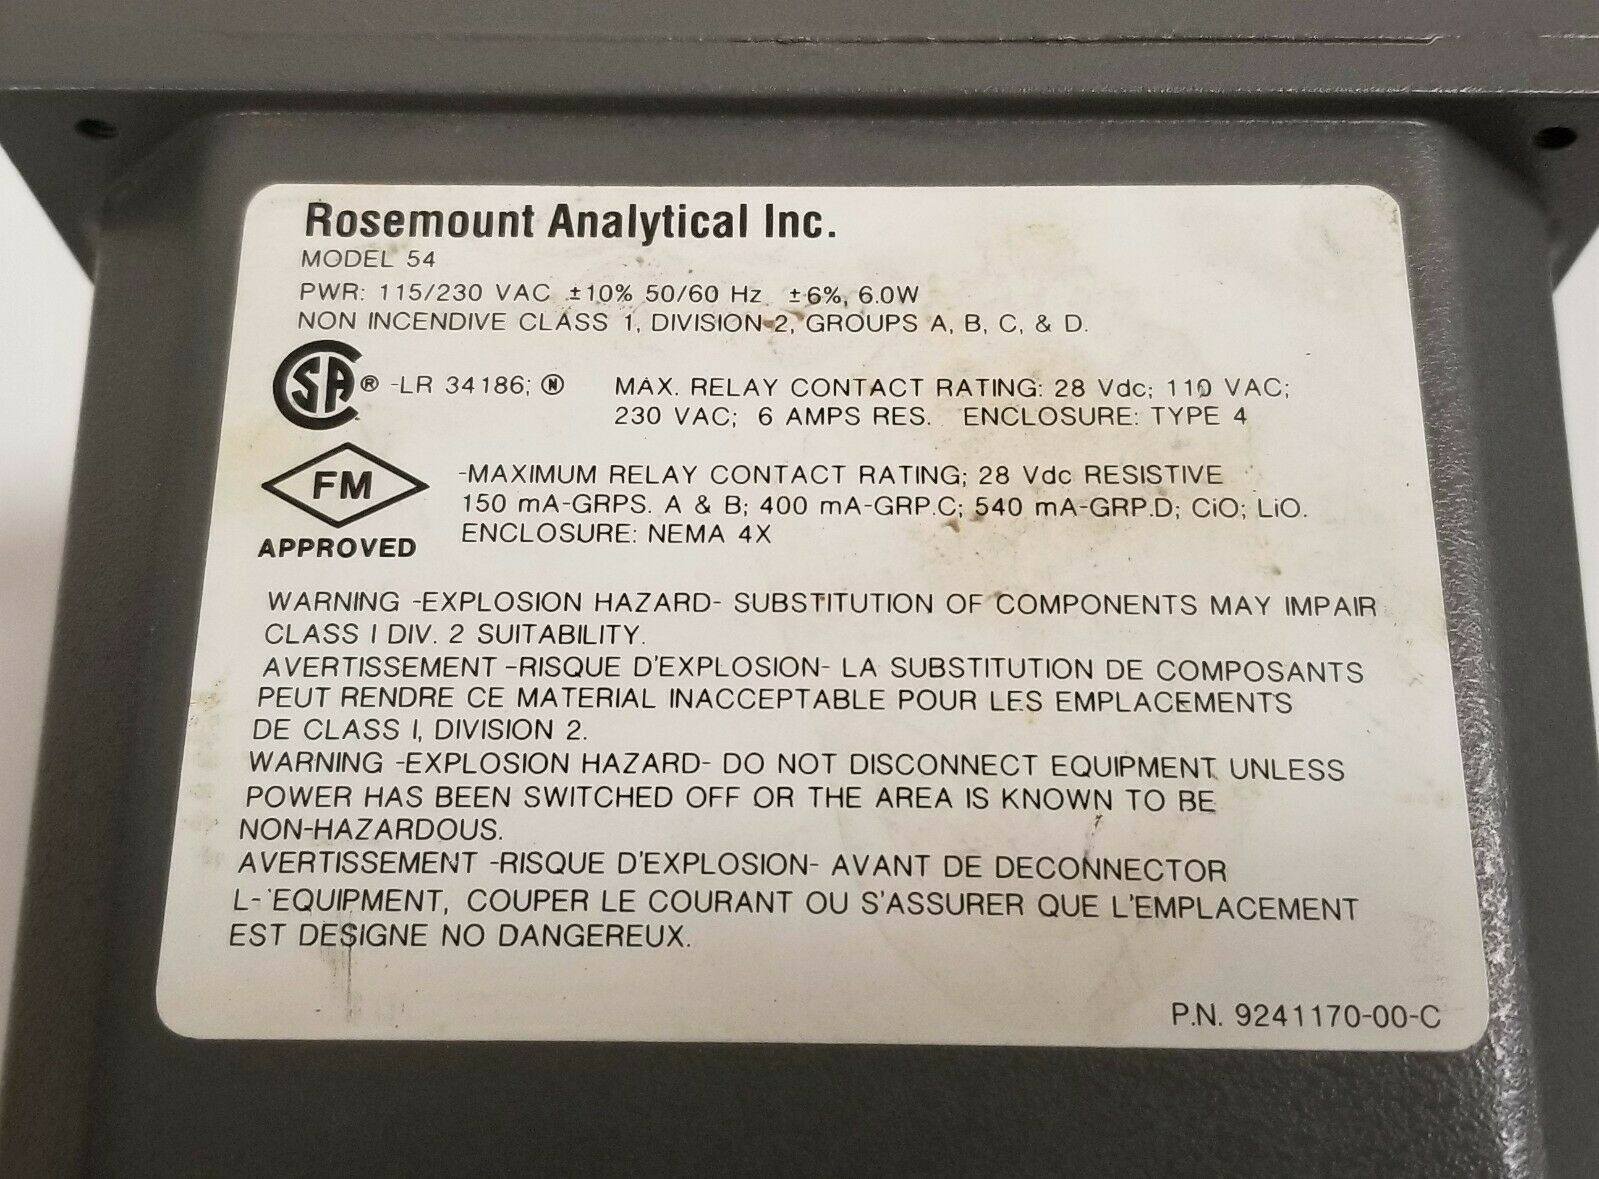 Rosemount Analytical Inc.
MODEL 54
PWR: 115/230 VAC ±10% 50/60 Hz ±6%, 6.0W
NON INCENDIVE CLASS 1, DIVISION 2, GROUPS A, B, C, & D.
SA ® -LR 34186; Ⓝ MAX. RELAY CONTACT RATING: 28 Vdc; 110 VAC;
230 VAC; 6 AMPS RES. ENCLOSURE: TYPE 4
FM -MAXIMUM RELAY CONTACT RATING; 28 Vdc RESISTIVE
150 mA-GRPS. A & B; 400 mA-GRP.C; 540 mA-GRP.D; CiO; LiO.
APPROVED ENCLOSURE: NEMA 4X
WARNING -EXPLOSION HAZARD- SUBSTITUTION OF COMPONENTS MAY IMPAIR
CLASS I DIV. 2 SUITABILITY.
AVERTISSEMENT -RISQUE D'EXPLOSION- LA SUBSTITUTION DE COMPOSANTS
PEUT RENDRE CE MATERIAL INACCEPTABLE POUR LES EMPLACEMENTS
DE CLASS I, DIVISION 2.
WARNING -EXPLOSION HAZARD- DO NOT DISCONNECT EQUIPMENT UNLESS
POWER HAS BEEN SWITCHED OFF OR THE AREA IS KNOWN TO BE
NON-HAZARDOUS.
AVERTISSEMENT -RISQUE D'EXPLOSION- AVANT DE DECONNECTOR
L-'EQUIPMENT, COUPER LE COURANT OU S'ASSURER QUE L'EMPLACEMENT
EST DESIGNE NO DANGEREUX.
P.N. 9241170-00-C